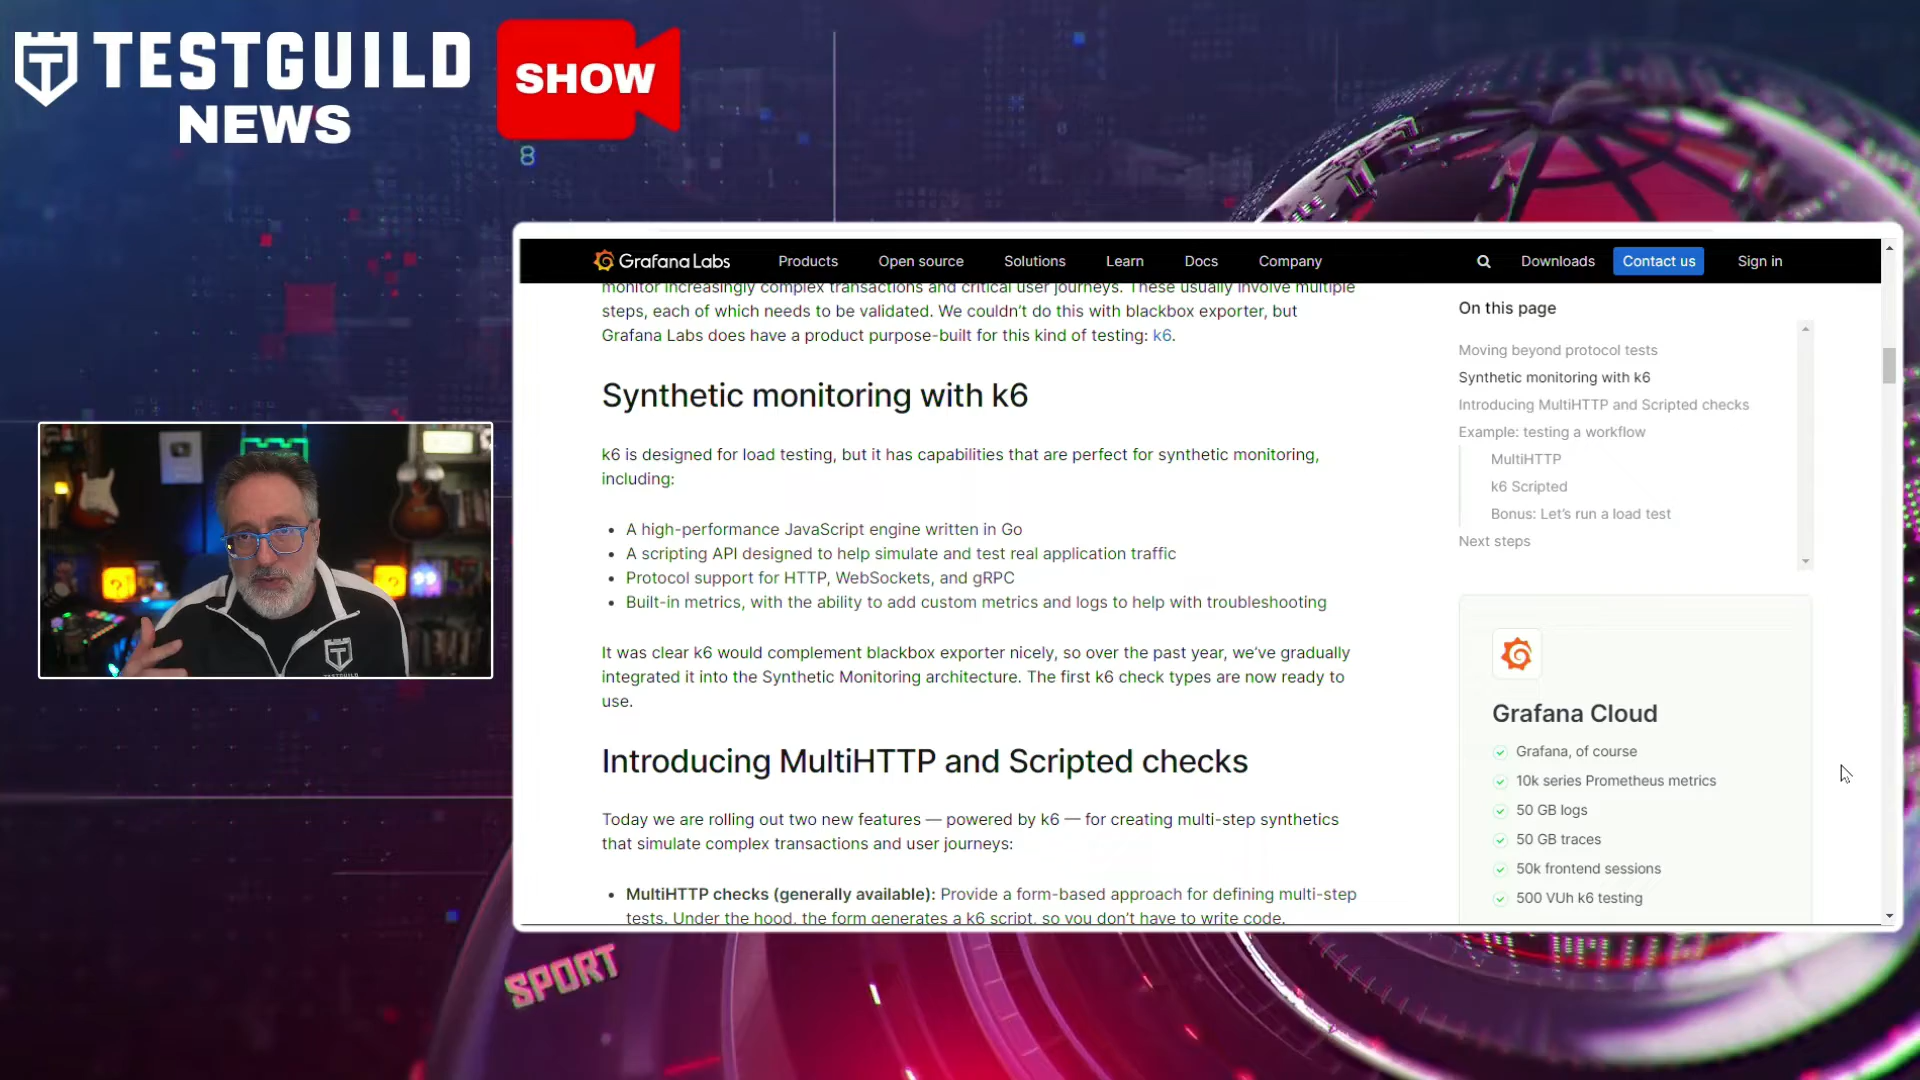 TESTGUILD
NEWS
SHOW
8
Grafana Labs
Products
Open source
Solutions
Learn
Docs
Company
Downloads
Contact us
Sign in
monitor increasingly complex transactions and critical user journeys. These usually involve multiple
steps, each of which needs to be validated. We couldn't do this with blackbox exporter, but
Grafana Labs does have a product purpose-built for this kind of testing: k6.
Synthetic monitoring with k6
k6 is designed for load testing, but it has capabilities that are perfect for synthetic monitoring,
including:
• A high-performance JavaScript engine written in Go
• A scripting API designed to help simulate and test real application traffic
• Protocol support for HTTP, WebSockets, and gRPC
• Built-in metrics, with the ability to add custom metrics and logs to help with troubleshooting
It was clear k6 would complement blackbox exporter nicely, so over the past year, we've gradually
integrated it into the Synthetic Monitoring architecture. The first k6 check types are now ready to
use.
Introducing MultiHTTP and Scripted checks
Today we are rolling out two new features — powered by k6 — for creating multi-step synthetics
that simulate complex transactions and user journeys:
• MultiHTTP checks (generally available): Provide a form-based approach for defining multi-step
tests. Under the hood, the form generates a k6 script, so you don't have to write code.
On this page
Moving beyond protocol tests
Synthetic monitoring with k6
Introducing MultiHTTP and Scripted checks
Example: testing a workflow
MultiHTTP
k6 Scripted
Bonus: Let's run a load test
Next steps
Grafana Cloud
Grafana, of course
10k series Prometheus metrics
50 GB logs
50 GB traces
50k frontend sessions
500 VUh k6 testing
SPORT